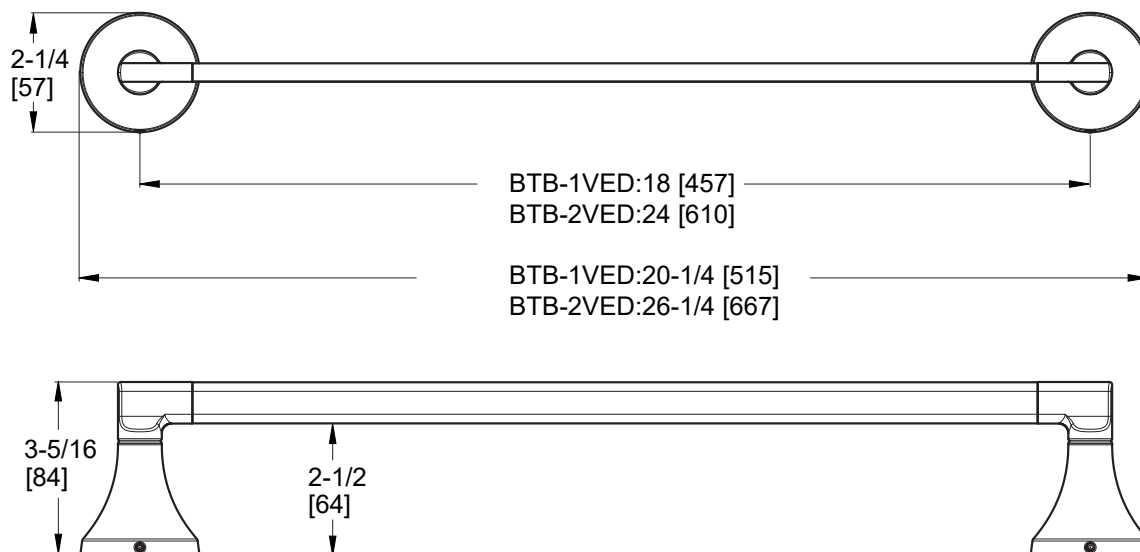 2-1/4
[57]
BTB-1VED:18 [457]
BTB-2VED:24 [610]
BTB-1VED:20-1/4 [515]
BTB-2VED:26-1/4 [667]
3-5/16
[84]
2-1/2
[64]